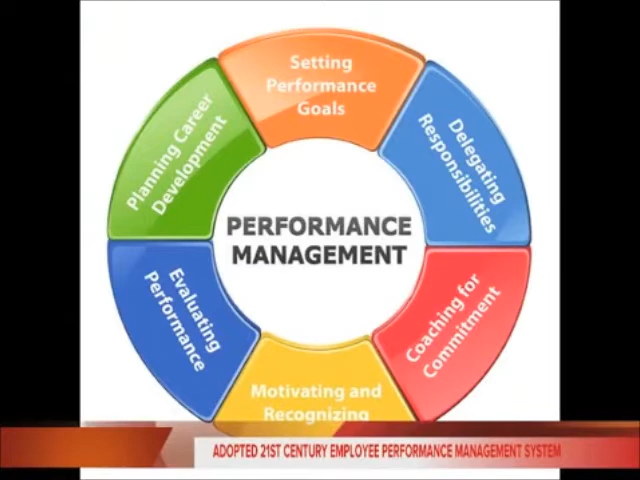 Setting
Performance
Goals
Delegating
Responsibilities
Coaching for
Commitment
Motivating and
Recognizing
Evaluating
Performance
Planning Career
Development
PERFORMANCE
MANAGEMENT
ADOPTED 21ST CENTURY EMPLOYEE PERFORMANCE MANAGEMENT SYSTEM